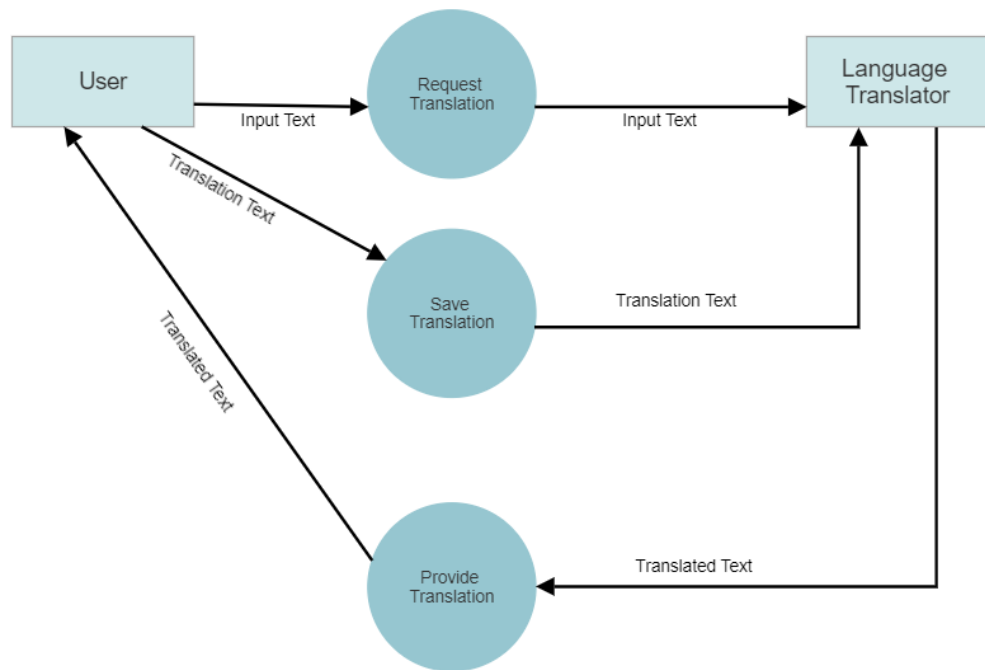 User
Request
Translation
Language
Translator
Input Text
Input Text
Translation Text
Save
Translation
Translation Text
Translated Text
Provide
Translation
Translated Text